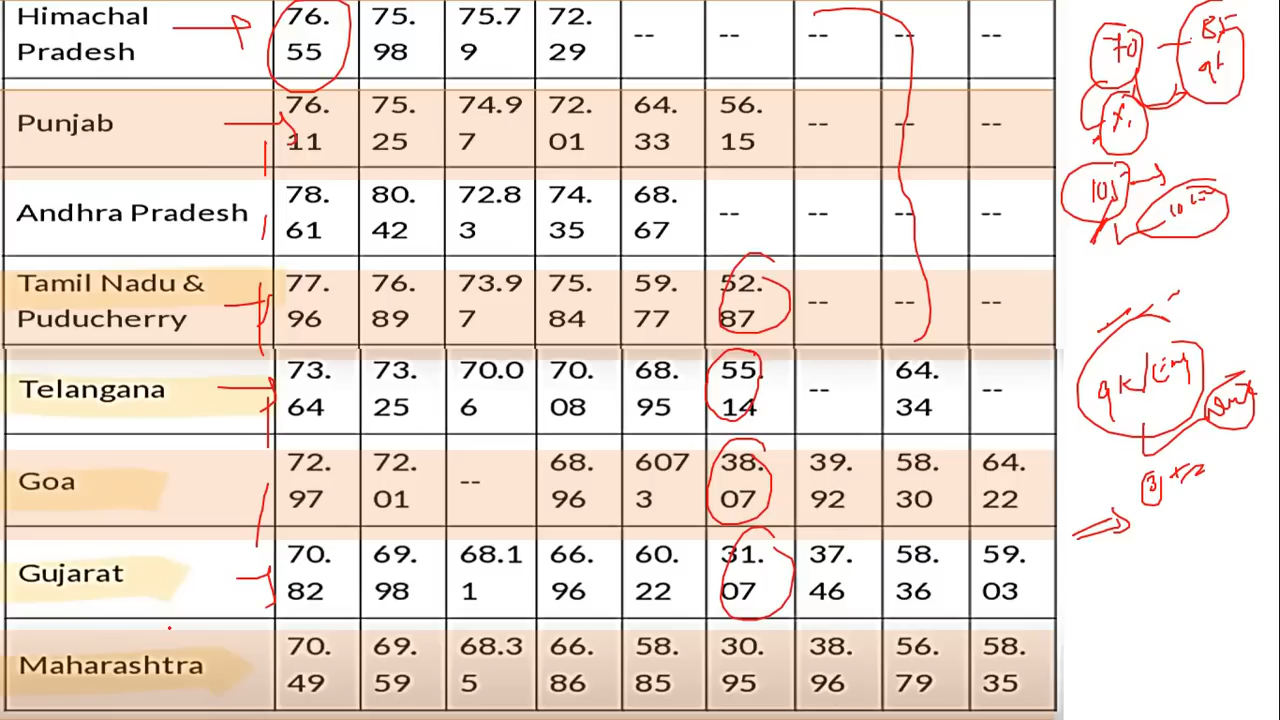 Himachal Pradesh 76.55 75.98 75.79 72.29 -- -- -- -- --
Punjab 76.11 75.25 74.97 72.01 64.33 56.15 -- -- --
Andhra Pradesh 78.61 80.42 72.83 74.35 68.67 -- -- -- --
Tamil Nadu & Puducherry 77.96 76.89 73.97 75.84 59.77 52.87 -- -- --
Telangana 73.64 73.25 70.06 70.08 68.95 55.14 -- 64.34 --
Goa 72.97 72.01 -- 68.96 6073 38.07 39.92 58.30 64.22
Gujarat 70.82 69.98 68.11 66.96 60.22 31.07 37.46 58.36 59.03
Maharashtra 70.49 69.59 68.35 66.86 58.85 30.95 38.96 56.79 58.35
70
85
105
31